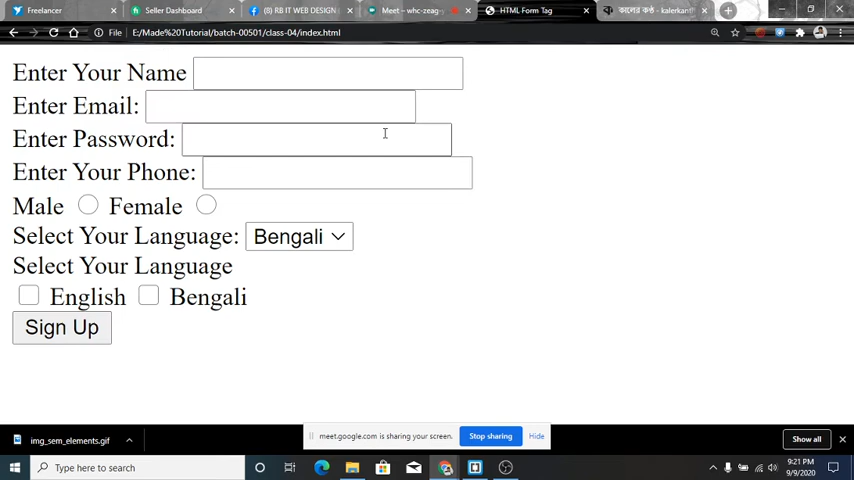 Freelancer
Seller Dashboard
(8) RB IT WEB DESIGN
Meet – whc-zeag-
HTML Form Tag
কালের কণ্ঠ - kalerkanth
File
E:/Made%20Tutorial/batch-00501/class-04/index.html
Enter Your Name
Enter Email:
Enter Password:
Enter Your Phone:
Male Female
Select Your Language: Bengali
Select Your Language
English Bengali
Sign Up
img_sem_elements.gif
meet.google.com is sharing your screen.
Stop sharing
Hide
Show all
Type here to search
9:21 PM
9/9/2020